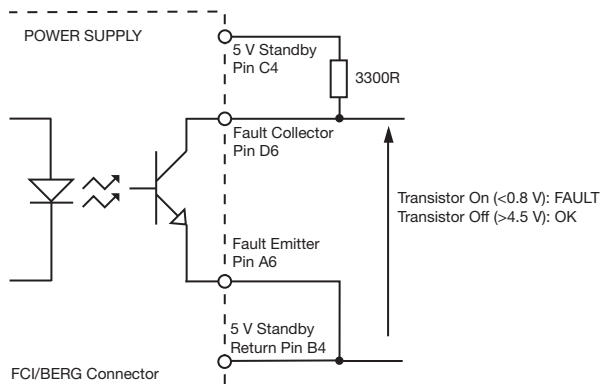 POWER SUPPLY
5 V Standby
Pin C4
3300R
Fault Collector
Pin D6
Transistor On (<0.8 V): FAULT
Transistor Off (>4.5 V): OK
Fault Emitter
Pin A6
5 V Standby
Return Pin B4
FCI/BERG Connector